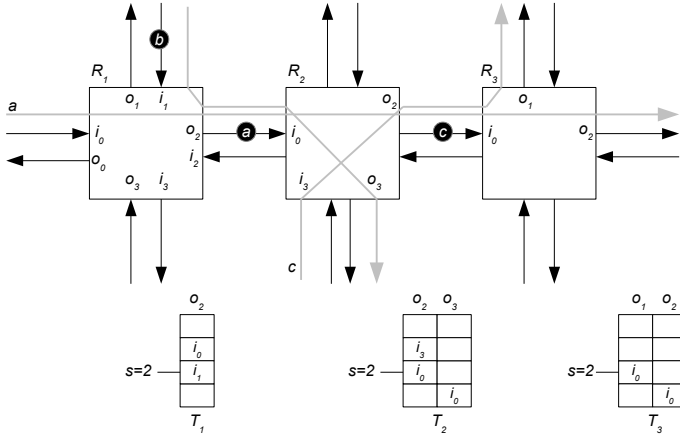 b
R1 R2 R3
o1 i1 o2 o1
a
i0 o2 a i0 c i0 o2
o0 i2
o3 i3 i3 o3
c
o2 o2 o3 o1 o2
i0 i3
s=2 i1 s=2 i0 s=2 i0
i0 i0
T1 T2 T3